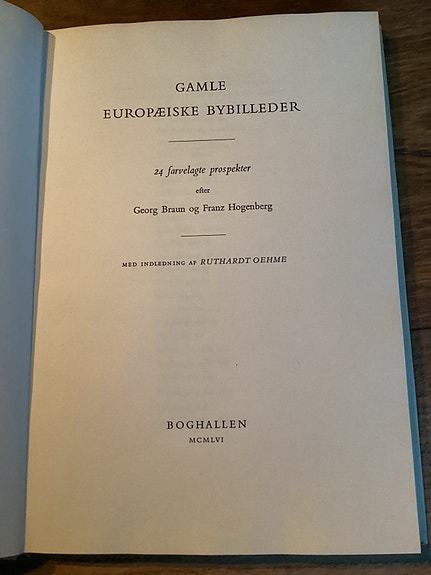 GAMLE
EUROPÆISKE BYBILLEDER
24 farvelagte prospekter
efter
Georg Braun og Franz Hogenberg
MED INDLEDNING AF RUTHARDT OEHME
BOGHALLEN
MCMLVI